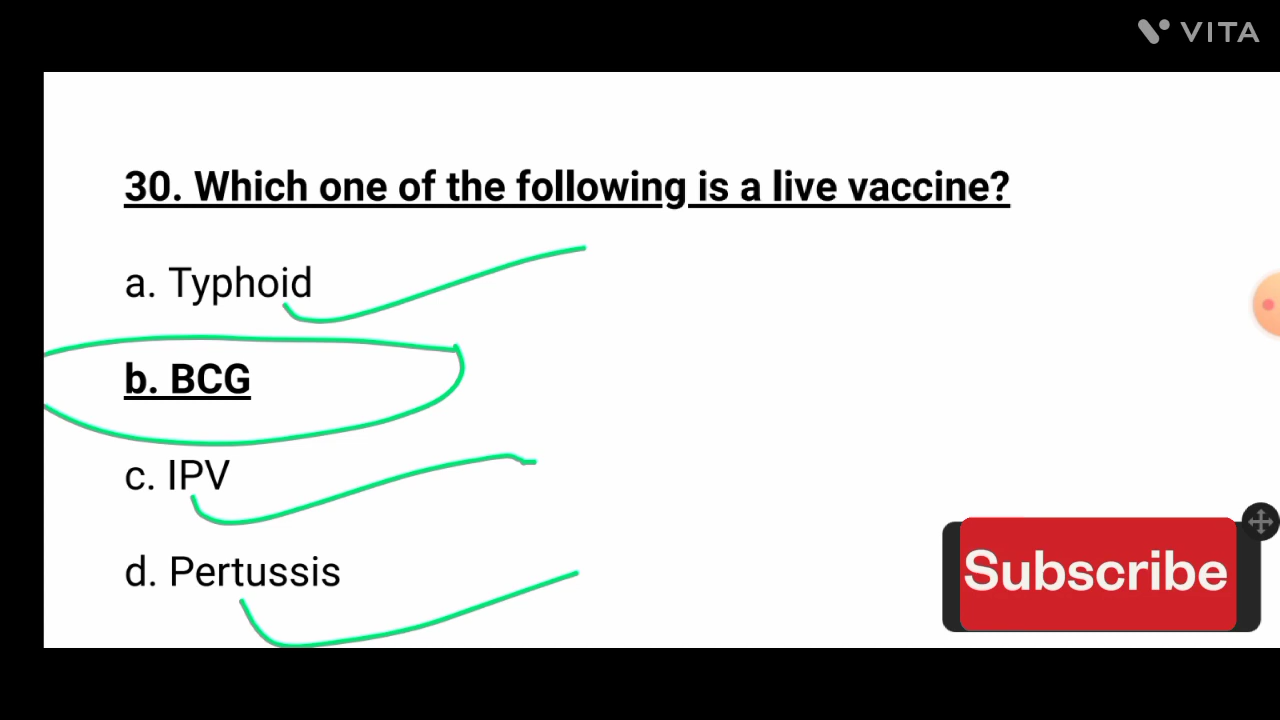 VITA
30. Which one of the following is a live vaccine?
a. Typhoid
b. BCG
c. IPV
d. Pertussis
Subscribe